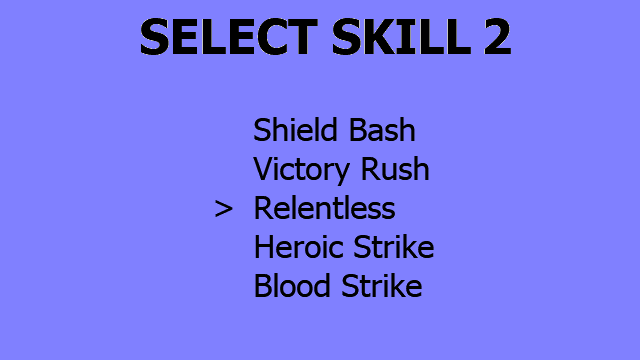 SELECT SKILL 2
Shield Bash
Victory Rush
> Relentless
Heroic Strike
Blood Strike